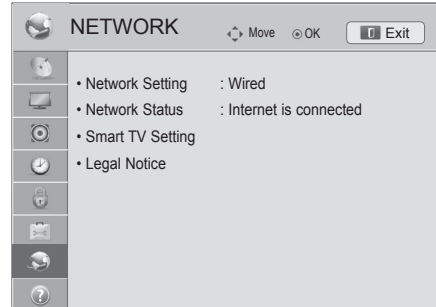 NETWORK Move OK Exit
• Network Setting : Wired
• Network Status : Internet is connected
• Smart TV Setting
• Legal Notice